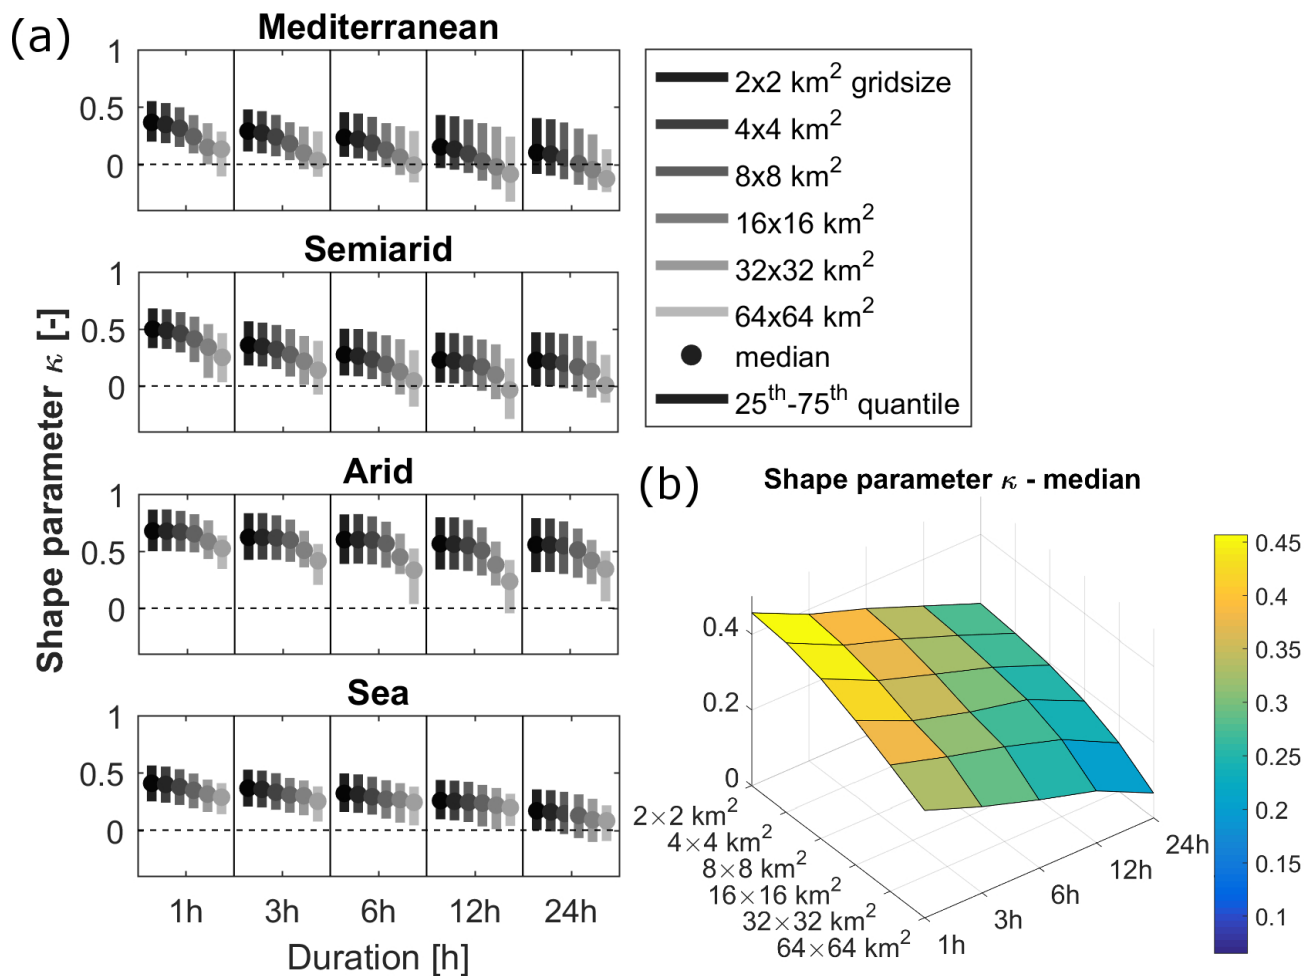 (a)
Mediterranean
1
0.5
0
Semiarid
1
0.5
0
Arid
1
0.5
0
Sea
1
0.5
0
1h 3h 6h 12h 24h
Duration [h]
Shape parameter κ [-]
2x2 km² gridsize
4x4 km²
8x8 km²
16x16 km²
32x32 km²
64x64 km²
median
25th-75th quantile
(b)
Shape parameter κ - median
0.4
0.2
0
2×2 km²
4×4 km²
8×8 km²
16×16 km²
32×32 km²
64×64 km²
1h
3h
6h
12h
24h
0.45
0.4
0.35
0.3
0.25
0.2
0.15
0.1